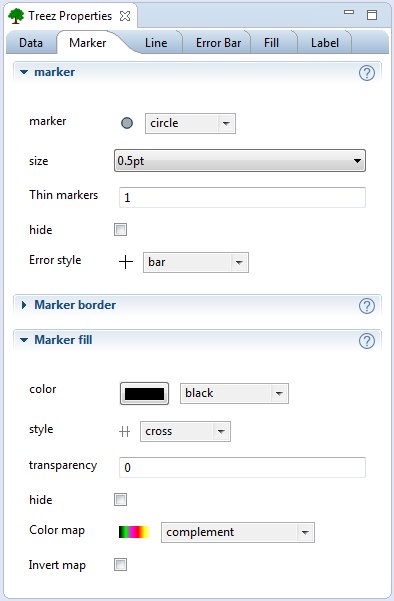 Treez Properties
Data Marker Line Error Bar Fill Label
marker ?
marker circle
size 0.5pt
Thin markers 1
hide
Error style bar
Marker border ?
Marker fill ?
color black
style cross
transparency 0
hide
Color map complement
Invert map